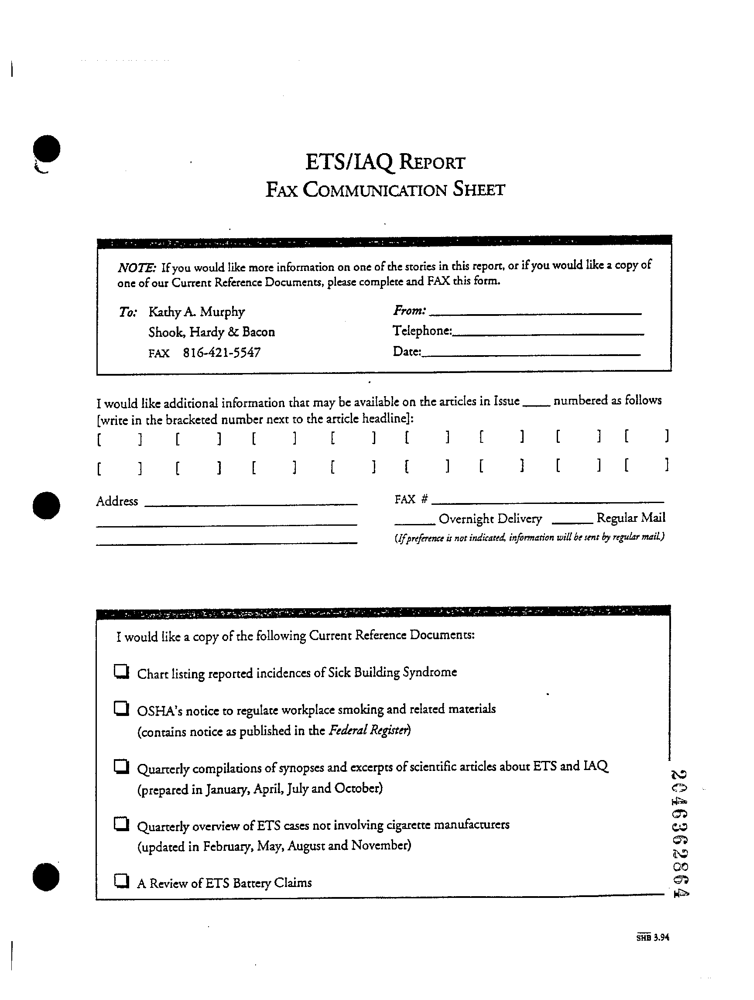 ETS/IAQ REPORT
FAX COMMUNICATION SHEET
NOTE: If you would like more information on one of the stories in this report, or if you would like a copy of
one of our Current Reference Documents, please complete and FAX this form.
To: Kathy A. Murphy
From:
Shook, Hardy & Bacon
Telephone:
FAX 816-421-5547
Date:
I would like additional information that may be available on the articles in Issue ____ numbered as follows
[write in the bracketed number next to the article headline]:
[ ] [ ] [ ] [ ] [ ] [ ] [ ] [ ]
[ ] [ ] [ ] [ ] [ ] [ ] [ ] [ ]
Address
FAX #
______ Overnight Delivery ______ Regular Mail
(If preference is not indicated, information will be sent by regular mail.)
I would like a copy of the following Current Reference Documents:
❑ Chart listing reported incidences of Sick Building Syndrome
❑ OSHA's notice to regulate workplace smoking and related materials
(contains notice as published in the Federal Register)
❑ Quarterly compilations of synopses and excerpts of scientific articles about ETS and IAQ
(prepared in January, April, July and October)
❑ Quarterly overview of ETS cases not involving cigarette manufacturers
(updated in February, May, August and November)
❑ A Review of ETS Battery Claims
2046362864
SHB 3.94